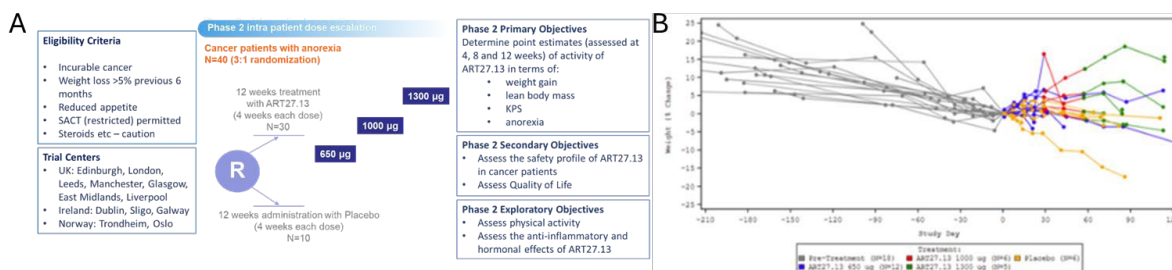 A
Phase 2 intra patient dose escalation
Eligibility Criteria
• Incurable cancer
• Weight loss >5% previous 6
months
• Reduced appetite
• SACT (restricted) permitted
• Steroids etc – caution
Trial Centers
• UK: Edinburgh, London,
Leeds, Manchester, Glasgow,
East Midlands, Liverpool
• Ireland: Dublin, Sligo, Galway
• Norway: Trondheim, Oslo
Cancer patients with anorexia
N=40 (3:1 randomization)
12 weeks treatment
with ART27.13
(4 weeks each dose)
N=30
1300 µg
1000 µg
650 µg
R
12 weeks administration with Placebo
(4 weeks each dose)
N=10
Phase 2 Primary Objectives
Determine point estimates (assessed at
4, 8 and 12 weeks) of activity of
ART27.13 in terms of:
• weight gain
• lean body mass
• KPS
• anorexia
Phase 2 Secondary Objectives
• Assess the safety profile of ART27.13
in cancer patients
• Assess Quality of Life
Phase 2 Exploratory Objectives
• Assess physical activity
• Assess the anti-inflammatory and
hormonal effects of ART27.13
B
Weight (% Change)
25
20
15
10
5
0
-5
-10
-15
-20
-25
-210 -180 -150 -120 -90 -60 -30 0 30 60 90
Study Day
Treatment:
Pre-Treatment (N=18) ART27.13 1000 ug (N=6) Placebo (N=6)
ART27.13 650 ug (N=12) ART27.13 1300 ug (N=5)